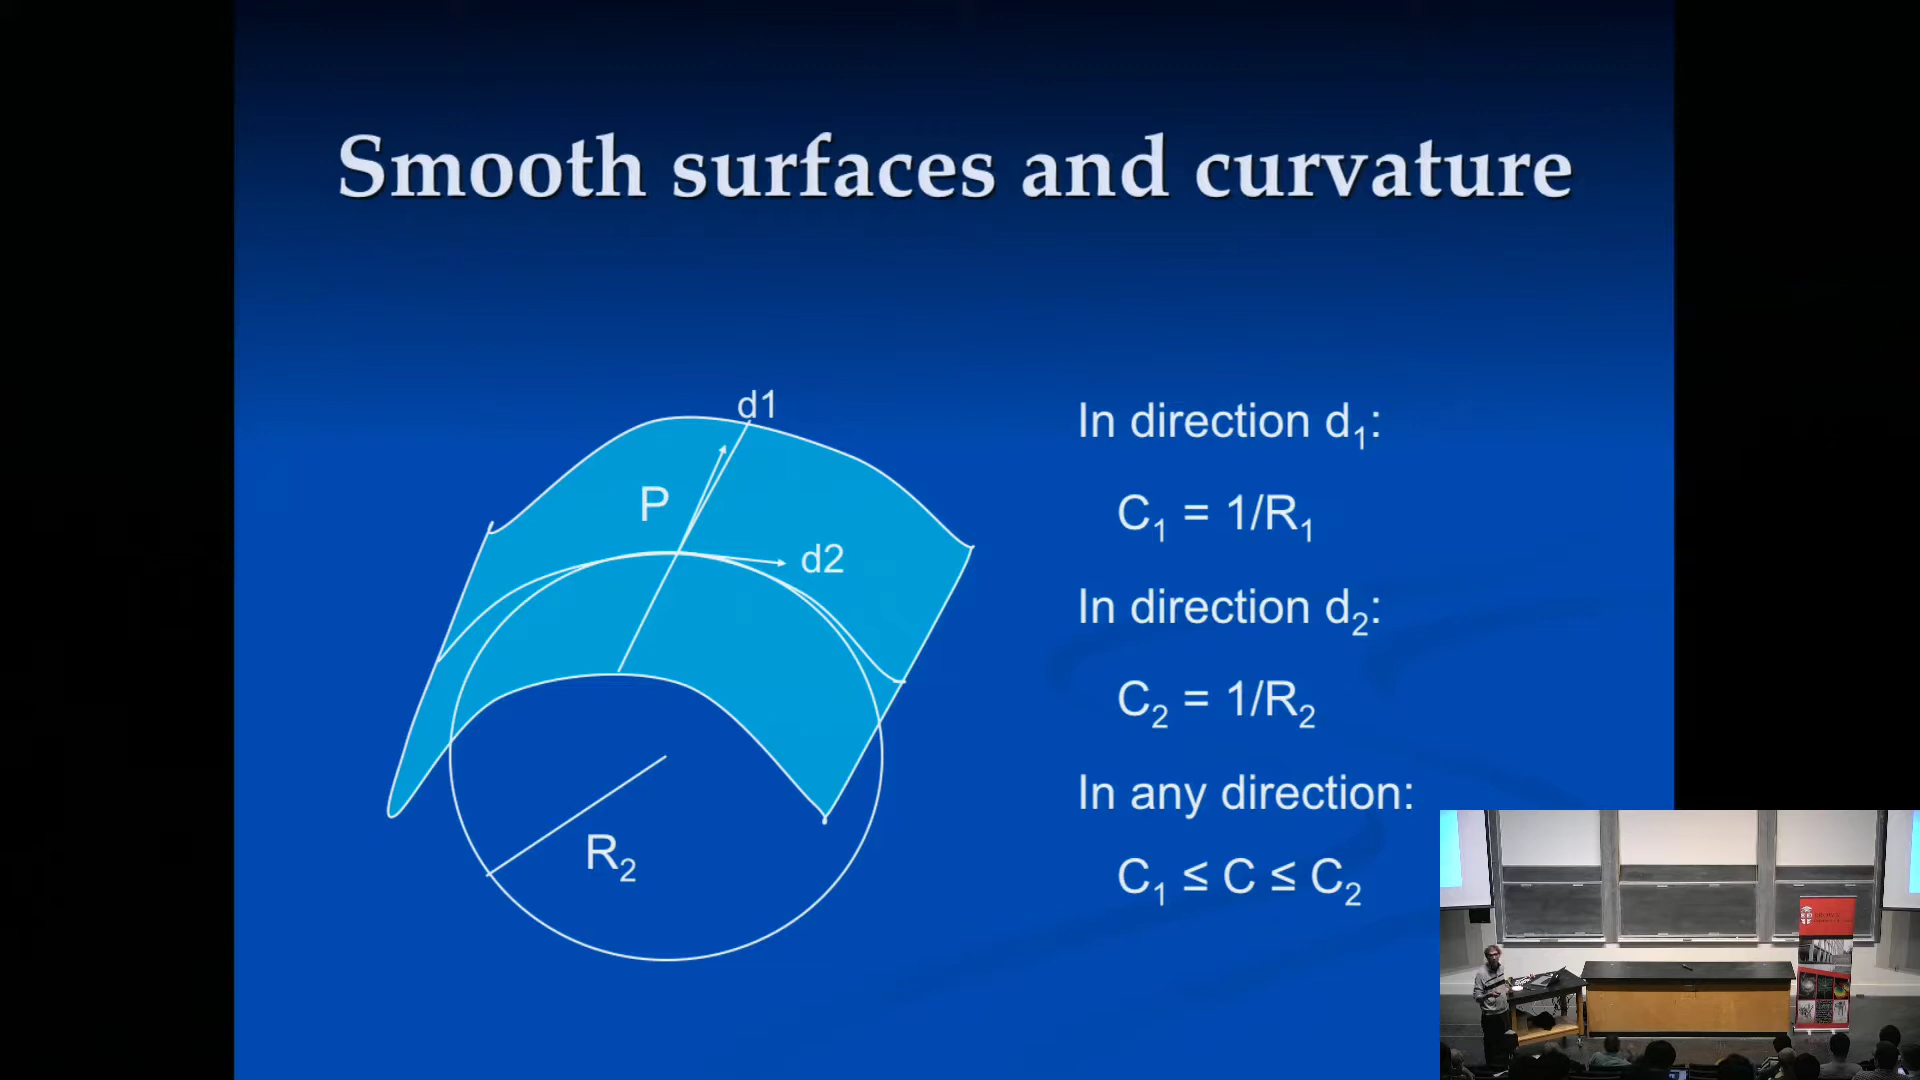 Smooth surfaces and curvature
d1
P
d2
R₂
In direction d₁:
C₁ = 1/R₁
In direction d₂:
C₂ = 1/R₂
In any direction:
C₁ ≤ C ≤ C₂